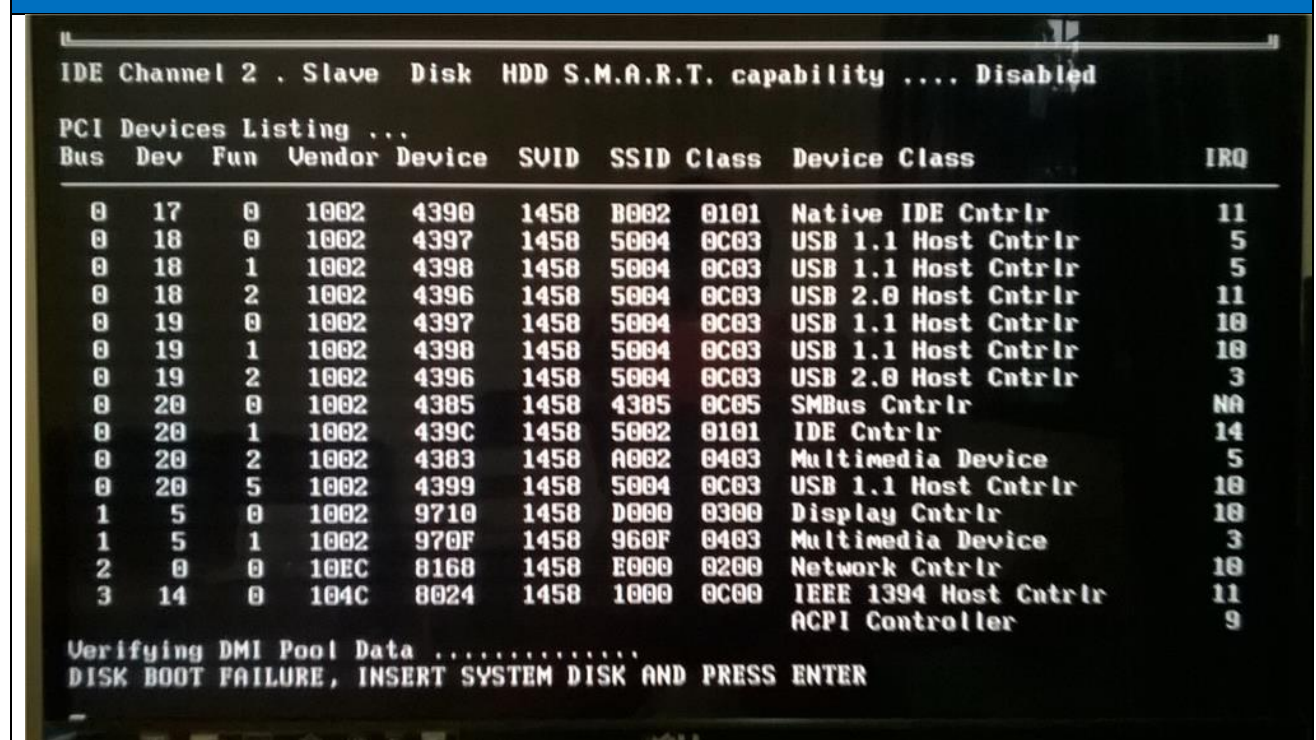 IDE Channel 2 . Slave Disk HDD S.M.A.R.T. capability .... Disabled
PCI Devices Listing ...
Bus Dev Fun Vendor Device SVID SSID Class Device Class IRQ
0 17 0 1002 4390 1458 B002 0101 Native IDE Cntrlr 11
0 18 0 1002 4397 1458 5004 0C03 USB 1.1 Host Cntrlr 5
0 18 1 1002 4398 1458 5004 0C03 USB 1.1 Host Cntrlr 5
0 18 2 1002 4396 1458 5004 0C03 USB 2.0 Host Cntrlr 11
0 19 0 1002 4397 1458 5004 0C03 USB 1.1 Host Cntrlr 10
0 19 1 1002 4398 1458 5004 0C03 USB 1.1 Host Cntrlr 10
0 19 2 1002 4396 1458 5004 0C03 USB 2.0 Host Cntrlr 3
0 20 0 1002 4385 1458 4385 0C05 SMBus Cntrlr NA
0 20 1 1002 439C 1458 5002 0101 IDE Cntrlr 14
0 20 2 1002 4383 1458 A002 0403 Multimedia Device 5
0 20 5 1002 4399 1458 5004 0C03 USB 1.1 Host Cntrlr 10
1 5 0 1002 9710 1458 D000 0300 Display Cntrlr 10
1 5 1 1002 970F 1458 960F 0403 Multimedia Device 3
2 0 0 10EC 8168 1458 E000 0200 Network Cntrlr 10
3 14 0 104C 8024 1458 1000 0C00 IEEE 1394 Host Cntrlr 11
ACPI Controller 9
Verifying DMI Pool Data ..............
DISK BOOT FAILURE, INSERT SYSTEM DISK AND PRESS ENTER